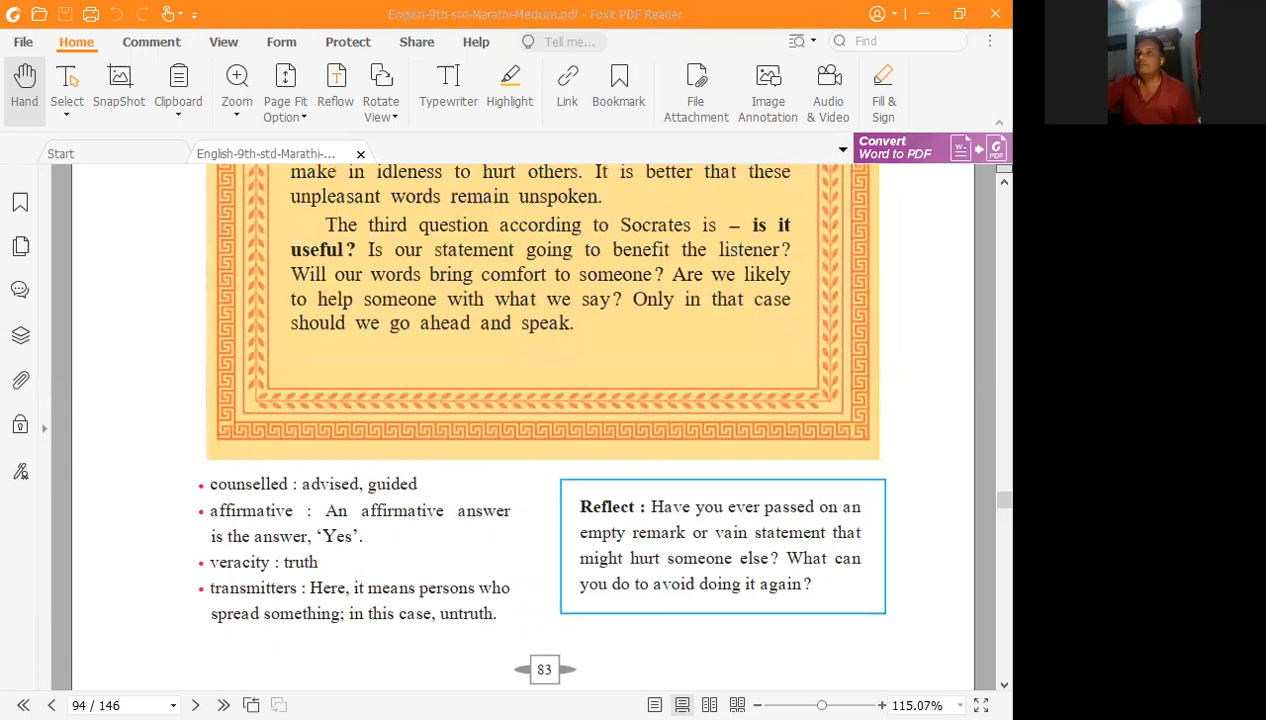 English-9th-std-Marathi-Medium.pdf - Foxit PDF Reader
File Home Comment View Form Protect Share Help Tell me... Find
Hand Select SnapShot Clipboard Zoom Page Fit Option Reflow Rotate View Typewriter Highlight Link Bookmark File Attachment Image Annotation Audio & Video Fill & Sign
Start English-9th-std-Marathi-... Convert Word to PDF
make in idleness to hurt others. It is better that these
unpleasant words remain unspoken.
The third question according to Socrates is – is it
useful? Is our statement going to benefit the listener?
Will our words bring comfort to someone? Are we likely
to help someone with what we say? Only in that case
should we go ahead and speak.
• counselled : advised, guided
• affirmative : An affirmative answer
is the answer, ‘Yes’.
• veracity : truth
• transmitters : Here, it means persons who
spread something; in this case, untruth.
Reflect : Have you ever passed on an
empty remark or vain statement that
might hurt someone else? What can
you do to avoid doing it again?
83
94 / 146 115.07%